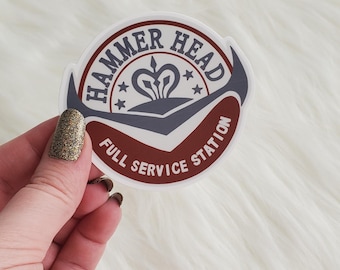 HAMMER HEAD
FULL SERVICE STATION